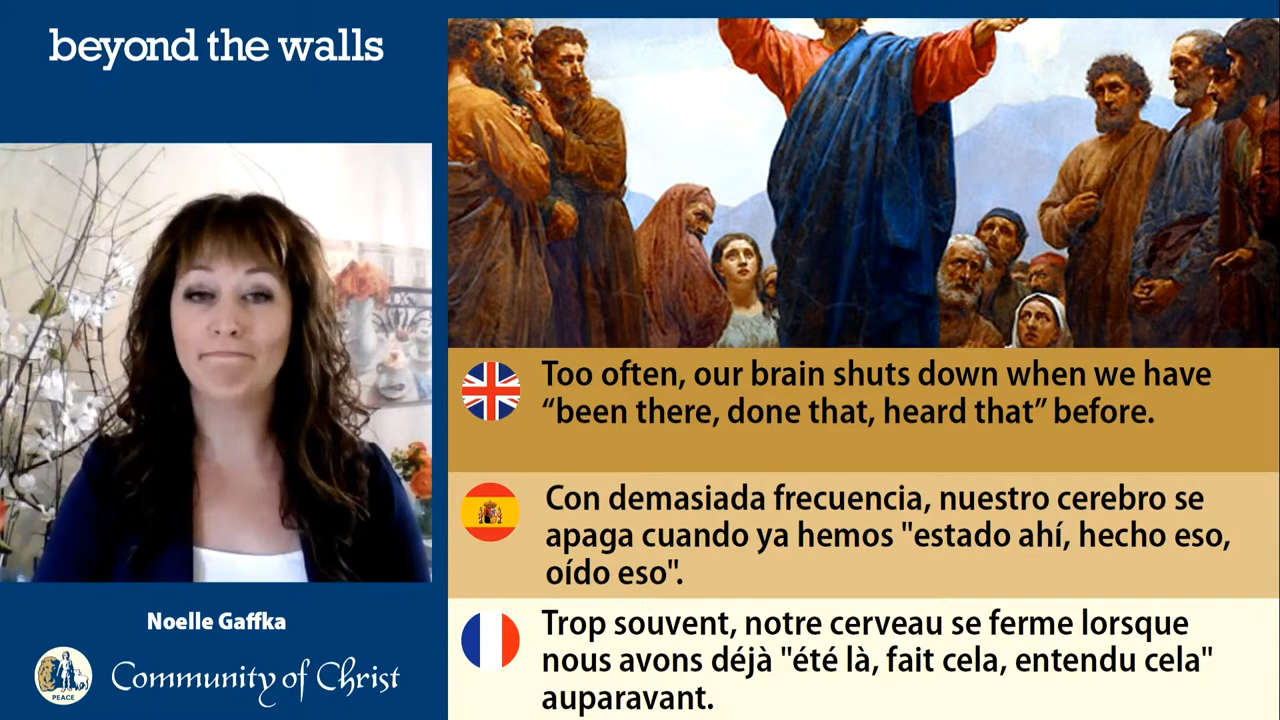 beyond the walls
Too often, our brain shuts down when we have
“been there, done that, heard that” before.
Con demasiada frecuencia, nuestro cerebro se
apaga cuando ya hemos "estado ahí, hecho eso,
oído eso".
Trop souvent, notre cerveau se ferme lorsque
nous avons déjà "été là, fait cela, entendu cela"
auparavant.
Noelle Gaffka
PEACE
Community of Christ